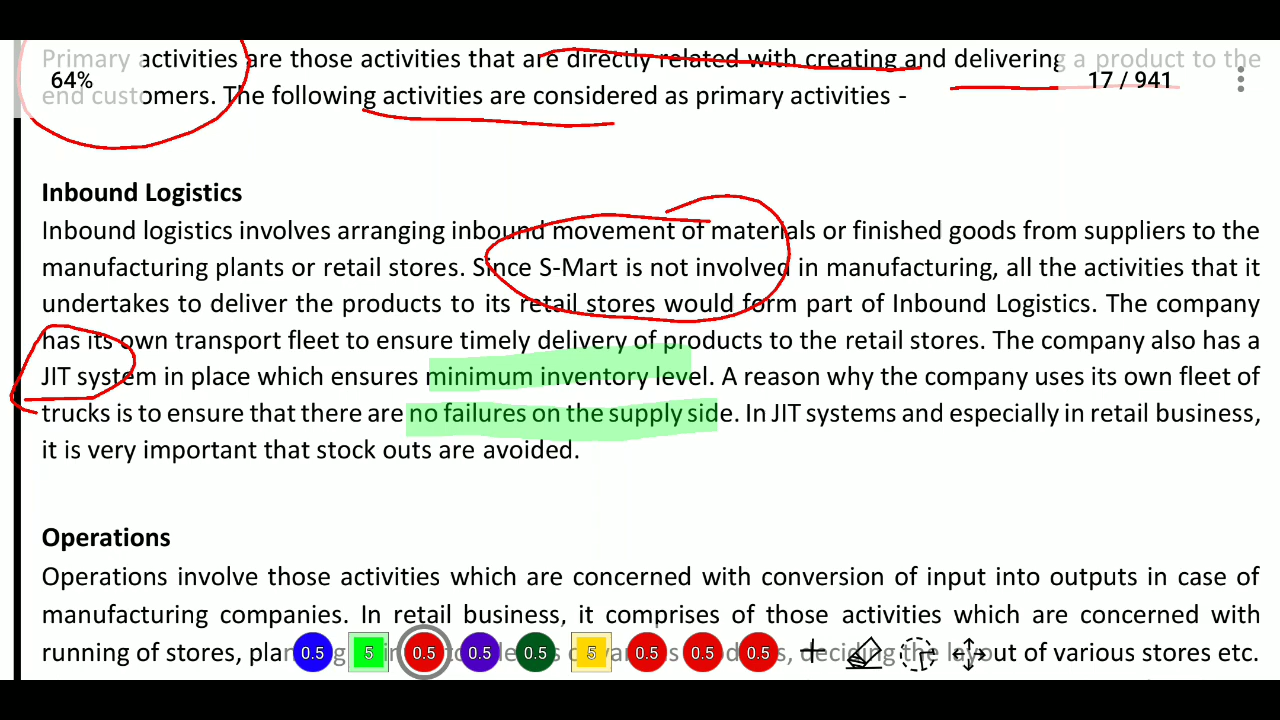 Primary activities are those activities that are directly related with creating and delivering a product to the
64%
17 / 941
end customers. The following activities are considered as primary activities -
Inbound Logistics
Inbound logistics involves arranging inbound movement of materials or finished goods from suppliers to the
manufacturing plants or retail stores. Since S-Mart is not involved in manufacturing, all the activities that it
undertakes to deliver the products to its retail stores would form part of Inbound Logistics. The company
has its own transport fleet to ensure timely delivery of products to the retail stores. The company also has a
JIT system in place which ensures minimum inventory level. A reason why the company uses its own fleet of
trucks is to ensure that there are no failures on the supply side. In JIT systems and especially in retail business,
it is very important that stock outs are avoided.
Operations
Operations involve those activities which are concerned with conversion of input into outputs in case of
manufacturing companies. In retail business, it comprises of those activities which are concerned with
running of stores, deciding the layout of various stores etc.
0.5 5 0.5 0.5 0.5 5 0.5 0.5 0.5